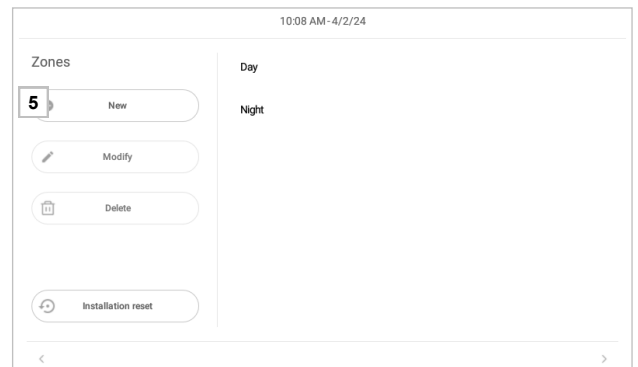 10:08 AM-4/2/24
Zones
5
New
Modify
Delete
Installation reset
Day
Night